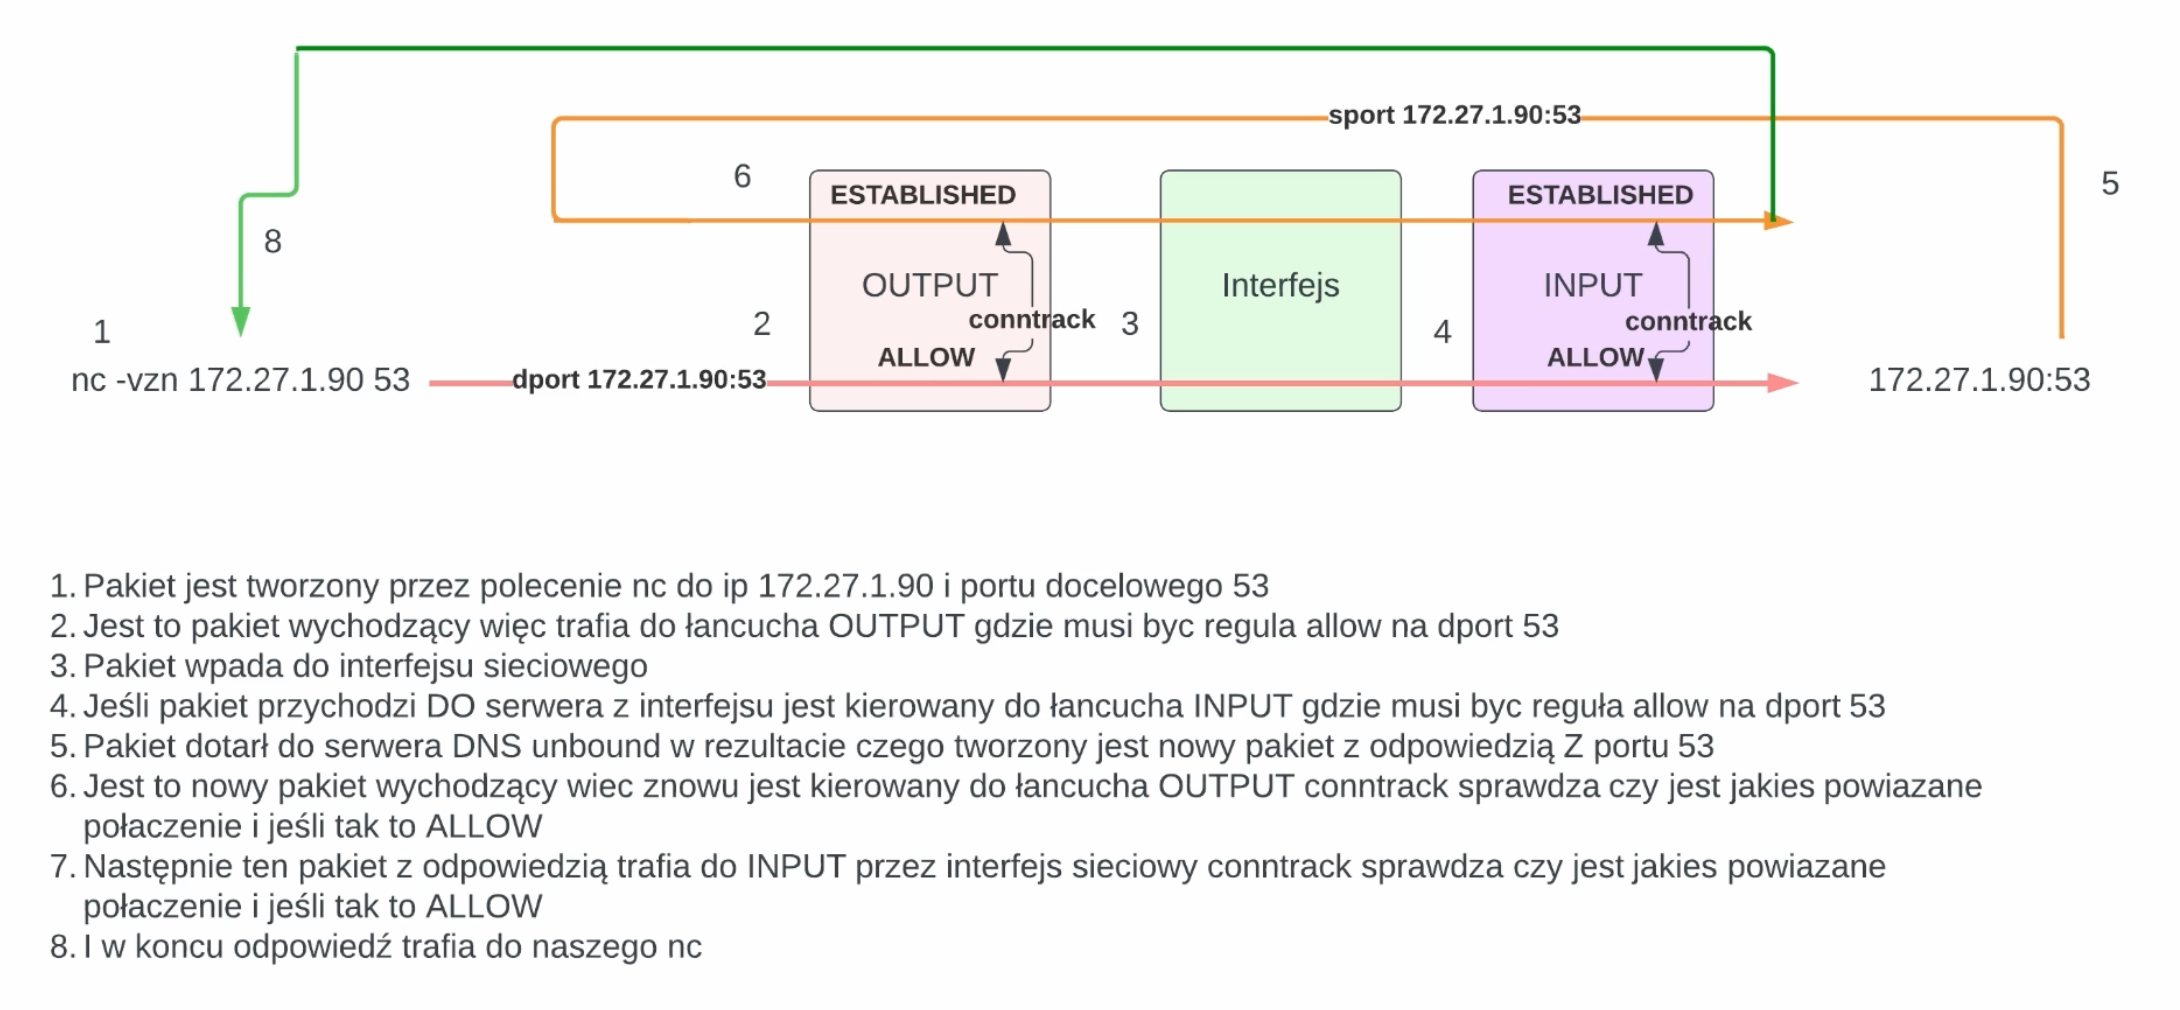 sport 172.27.1.90:53
6
5
ESTABLISHED
ESTABLISHED
8
OUTPUT
Interfejs
INPUT
1
2
conntrack
3
4
conntrack
ALLOW
ALLOW
nc -vzn 172.27.1.90 53
dport 172.27.1.90:53
172.27.1.90:53
1. Pakiet jest tworzony przez polecenie nc do ip 172.27.1.90 i portu docelowego 53
2. Jest to pakiet wychodzący więc trafia do łancucha OUTPUT gdzie musi byc regula allow na dport 53
3. Pakiet wpada do interfejsu sieciowego
4. Jeśli pakiet przychodzi DO serwera z interfejsu jest kierowany do łancucha INPUT gdzie musi byc reguła allow na dport 53
5. Pakiet dotarł do serwera DNS unbound w rezultacie czego tworzony jest nowy pakiet z odpowiedzią Z portu 53
6. Jest to nowy pakiet wychodzący wiec znowu jest kierowany do łancucha OUTPUT conntrack sprawdza czy jest jakies powiazane
połaczenie i jeśli tak to ALLOW
7. Następnie ten pakiet z odpowiedzią trafia do INPUT przez interfejs sieciowy conntrack sprawdza czy jest jakies powiazane
połaczenie i jeśli tak to ALLOW
8. I w koncu odpowiedź trafia do naszego nc